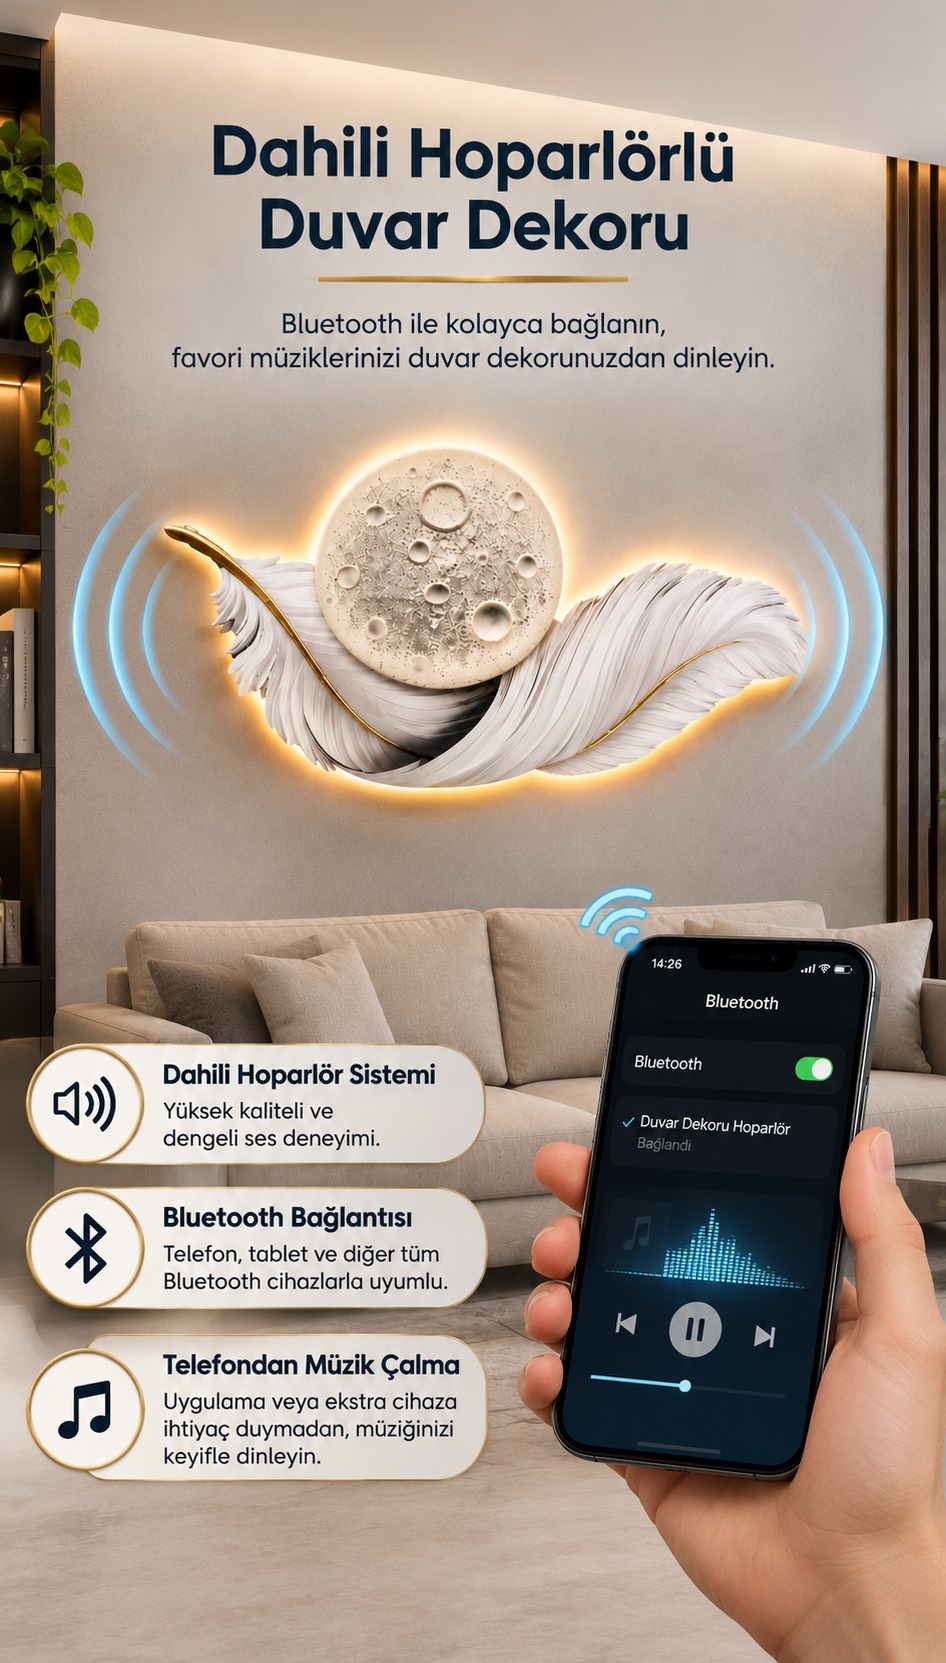 Dahili Hoparlörlü
Duvar Dekoru
Bluetooth ile kolayca bağlanın,
favori müziklerinizi duvar dekorunuzdan dinleyin.
14:26
Bluetooth
Bluetooth
Duvar Dekoru Hoparlör
Bağlandi
Dahili Hoparlör Sistemi
Yüksek kaliteli ve
dengeli ses deneyimi.
Bluetooth Bağlantısı
Telefon, tablet ve diğer tüm
Bluetooth cihazlarla uyumlu.
Telefondan Müzik Çalma
Uygulama veya ekstra cihaza
ihtiyaç duymadan, müziğinizi
keyifle dinleyin.